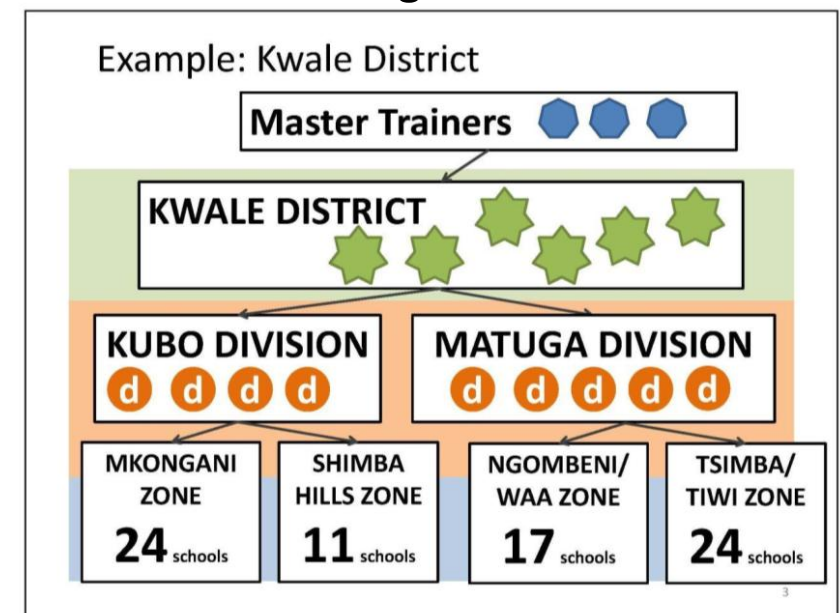 Example: Kwale District
Master Trainers
KWALE DISTRICT
KUBO DIVISION
d d d d
MATUGA DIVISION
d d d d d
MKONGANI
ZONE
24 schools
SHIMBA
HILLS ZONE
11 schools
NGOMBENI/
WAA ZONE
17 schools
TSIMBA/
TIWI ZONE
24 schools
3